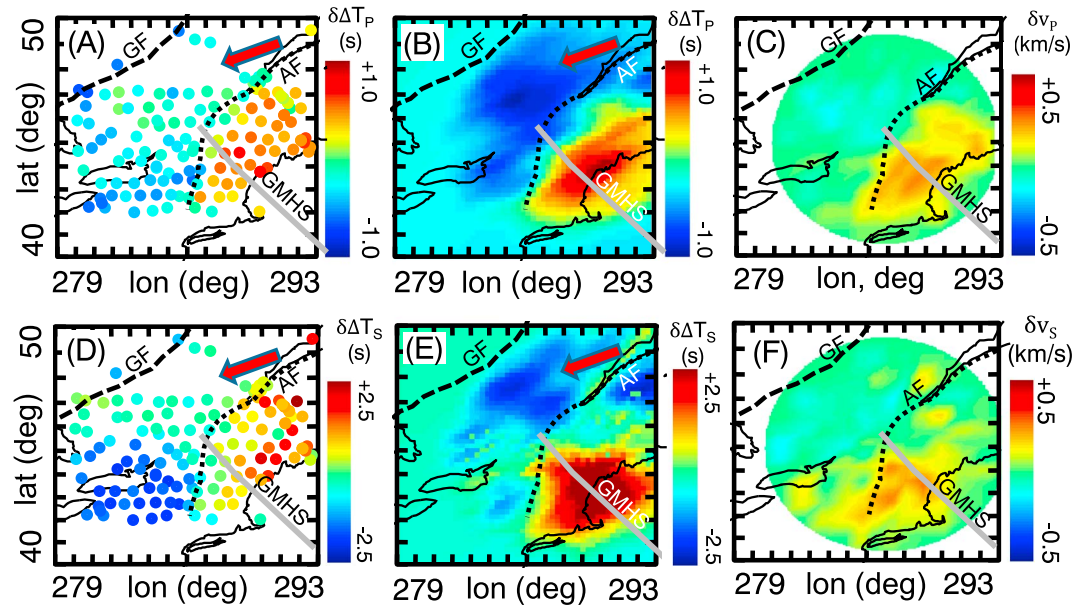 50
(A)
GF
AF
GMHS
lat (deg)
40
279 lon (deg) 293
δΔT_P
(s)
+1.0
-1.0
(B)
AF
GMHS
279 lon (deg) 293
δΔT_P
(s)
+1.0
-1.0
(C)
GF
AF
GMHS
279 lon, deg) 293
δv_P
(km/s)
+0.5
-0.5
50
(D)
GF
AF
GMHS
lat (deg)
40
279 lon (deg) 293
δΔT_S
(s)
+2.5
-2.5
(E)
GF
AF
GMHS
279 lon (deg) 293
δΔT_S
(s)
+2.5
-2.5
(F)
GF
AF
GMHS
279 lon (deg) 293
δv_S
(km/s)
+0.5
-0.5